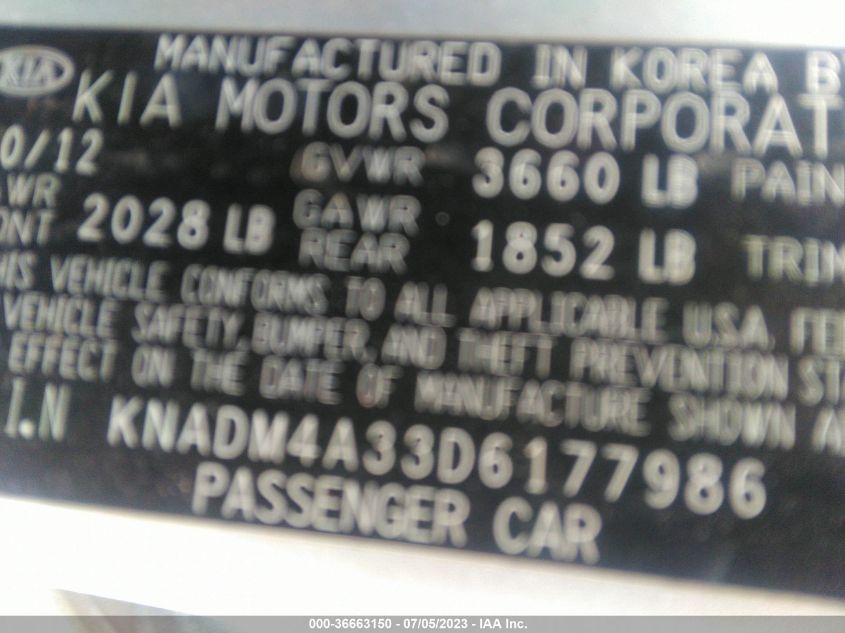 MANUFACTURED IN KOREA B
KIA
KIA MOTORS CORPORAT
0/12 GVWR 3660 LB PAIN
WR
ONT 2028 LB GAWR REAR 1852 LB TRIM
HIS VEHICLE CONFORMS TO ALL APPLICABLE U.S.A. FE
VEHICLE SAFETY, BUMPER, AND THEFT PREVENTION STA
EFFECT ON THE DATE OF MANUFACTURE SHOWN A
I.N KNADM4A33D6177986
PASSENGER CAR
000-36663150 - 07/05/2023 - IAA Inc.